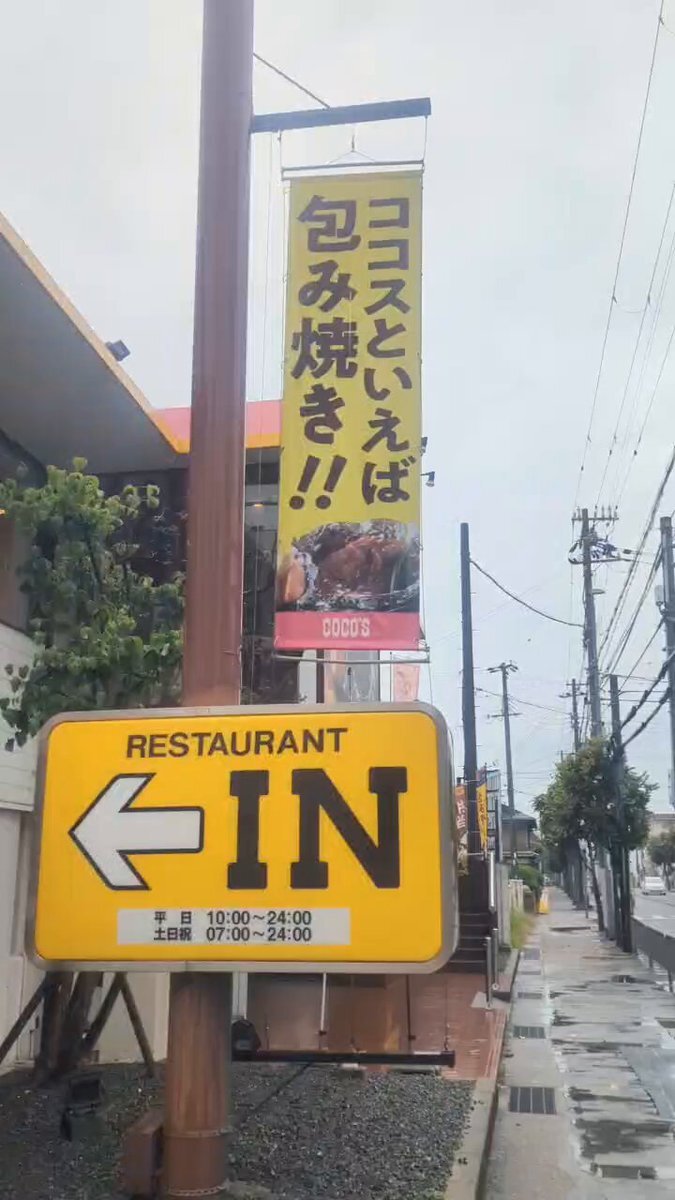 ココスといえば
包み焼き!!
COCO'S
RESTAURANT
IN
平 日 10:00~24:00
土日祝 07:00~24:00